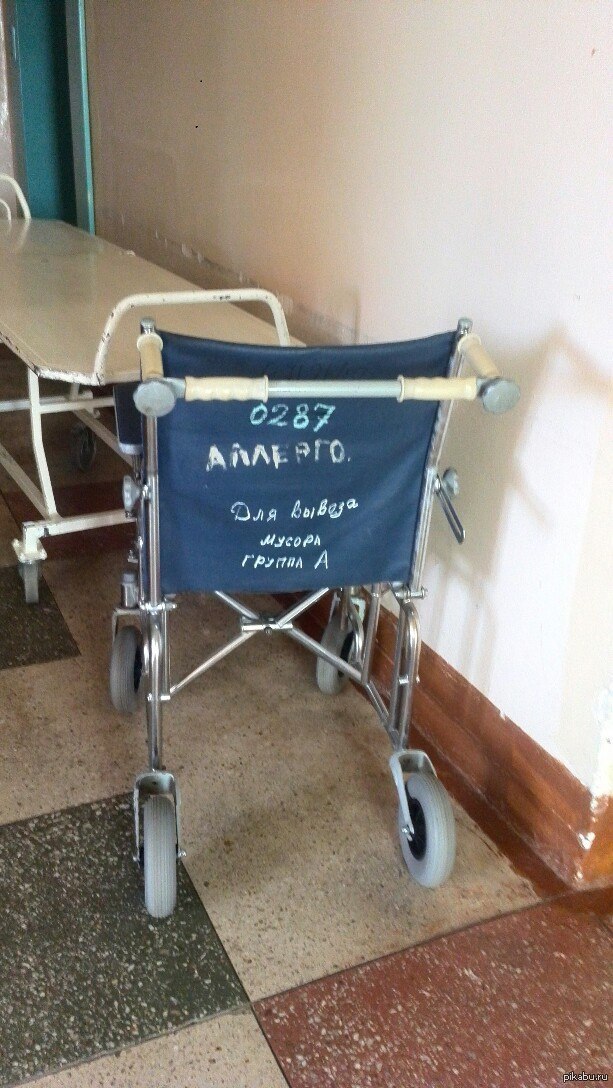 0287
АЛЛЕРГО.
Для вывоза
мусора
группа А
pikabu.ru